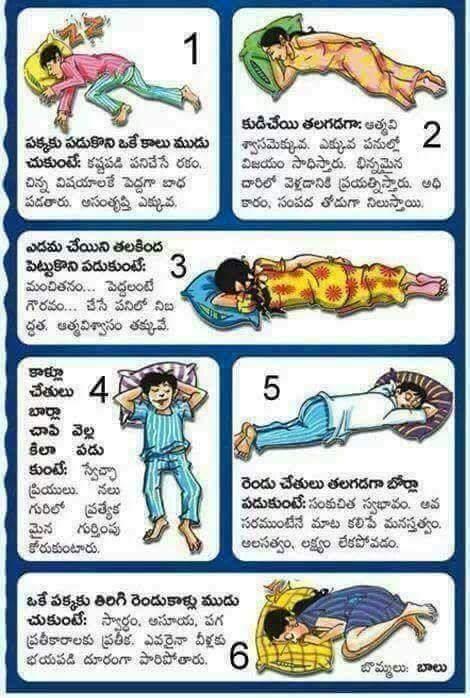 ZZ
1
పక్కకు పడుకొని ఒకే కాలు ముడు
చుకుంటే: కష్టపడి పనిచేసే రకం.
చిన్న విషయాలకే పెద్దగా బాధ
పడతారు. అసంతృప్తి ఎక్కువ.
కుడిచేయి తలగడగా: ఆత్మవి
శ్వాసమెక్కువ. ఎక్కువ పనుల్లో
విజయం సాధిస్తారు. భిన్నమైన
దారిలో వెళ్లడానికి ప్రయత్నిస్తారు. అధి
కారం, సంపద తోడుగా నిలుస్తాయి.
2
ఎడమ చేయిని తలకింద
పెట్టుకొని పడుకుంటే:
మంచితనం... పెద్దలంటే
గౌరవం... చేసే పనిలో నిబ
ద్ధత. ఆత్మవిశ్వాసం తక్కువే.
3
కాళ్లూ
చేతులు
బార్లా
చాపి వెల్ల
కిలా పడు
కుంటే: స్వేచ్ఛా
ప్రియులు. నలు
గురిలో ప్రత్యేక
మైన గుర్తింపు
కోరుకుంటారు.
4
5
రెండు చేతులు తలగడగా బోర్లా
పడుకుంటే: సంకుచిత స్వభావం. అవ
సరముంటేనే మాట కలిపే మనస్తత్వం.
అలసత్వం, లక్ష్యం లేకపోవడం.
ఒకే పక్కకు తిరిగి రెండుకాళ్లు ముడు
చుకుంటే: స్వార్థం, అసూయ, పగ
ప్రతీకారాలకు ప్రతీక. ఎవరైనా వీళ్లకు
భయపడి దూరంగా పారిపోతారు.
6
బొమ్మలు: బాలు